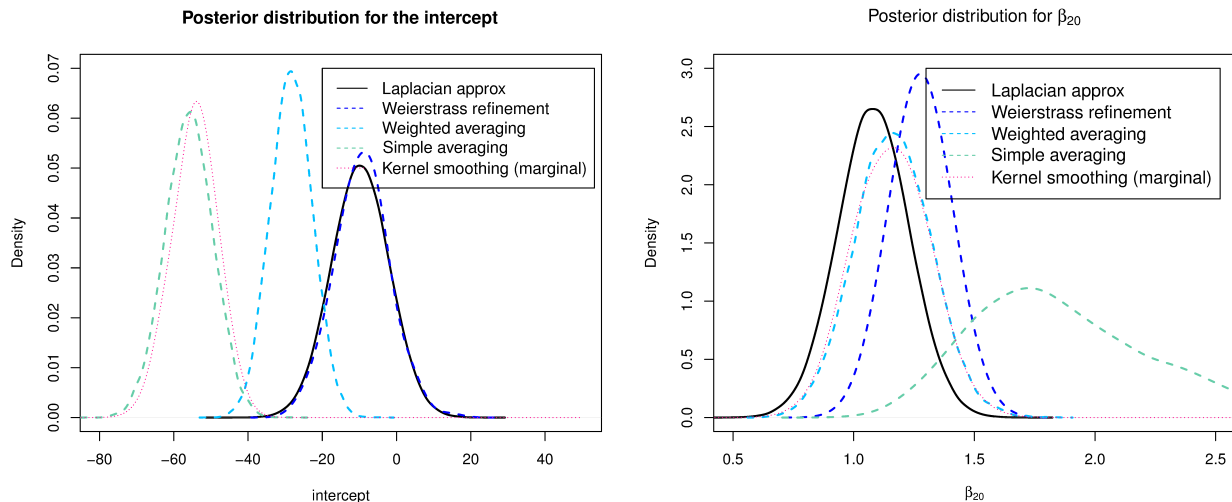 Posterior distribution for the intercept
Density
0.00
0.01
0.02
0.03
0.04
0.05
0.06
0.07
Laplacian approx
Weierstrass refinement
Weighted averaging
Simple averaging
Kernel smoothing (marginal)
−80 −60 −40 −20 0 20 40
intercept
Posterior distribution for β20
Density
0.0
0.5
1.0
1.5
2.0
2.5
3.0
Laplacian approx
Weierstrass refinement
Weighted averaging
Simple averaging
Kernel smoothing (marginal)
0.5 1.0 1.5 2.0 2.5
β20